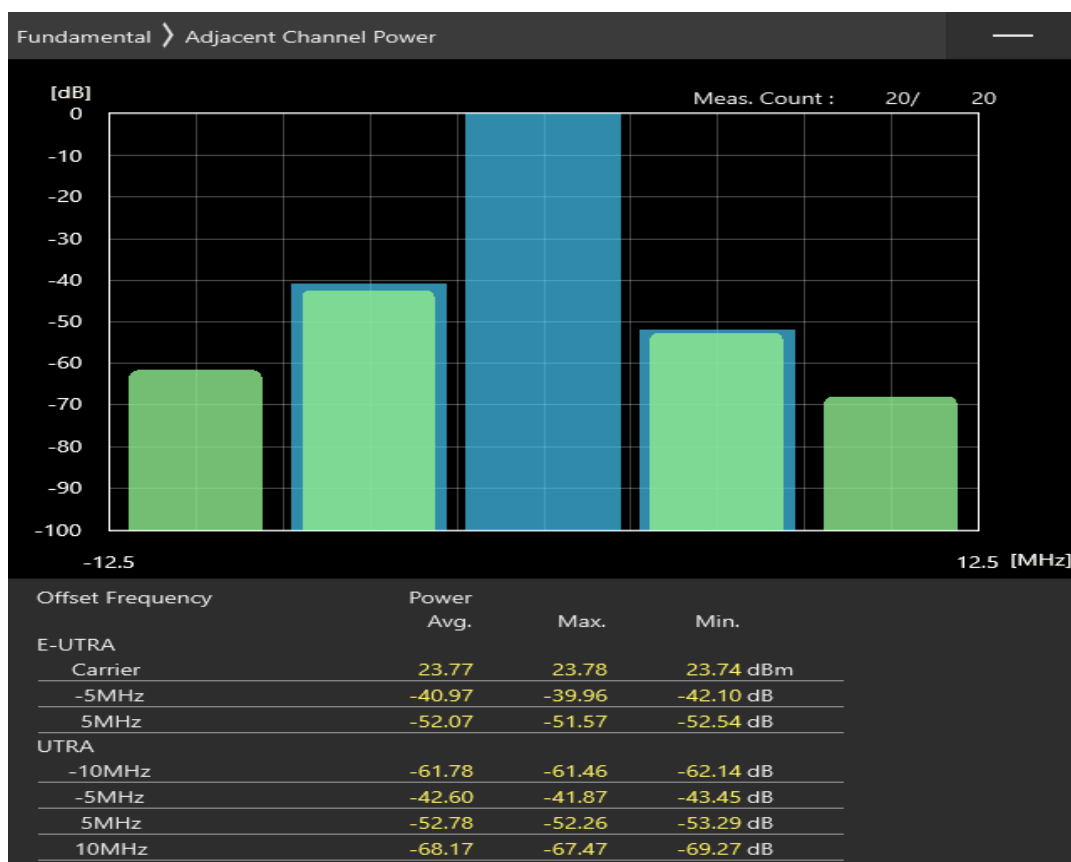 Fundamental ❯ Adjacent Channel Power
[dB]
Meas. Count : 20/ 20
0
-10
-20
-30
-40
-50
-60
-70
-80
-90
-100
-12.5 12.5 [MHz]
Offset Frequency Power
Avg. Max. Min.
E-UTRA
Carrier 23.77 23.78 23.74 dBm
-5MHz -40.97 -39.96 -42.10 dB
5MHz -52.07 -51.57 -52.54 dB
UTRA
-10MHz -61.78 -61.46 -62.14 dB
-5MHz -42.60 -41.87 -43.45 dB
5MHz -52.78 -52.26 -53.29 dB
10MHz -68.17 -67.47 -69.27 dB